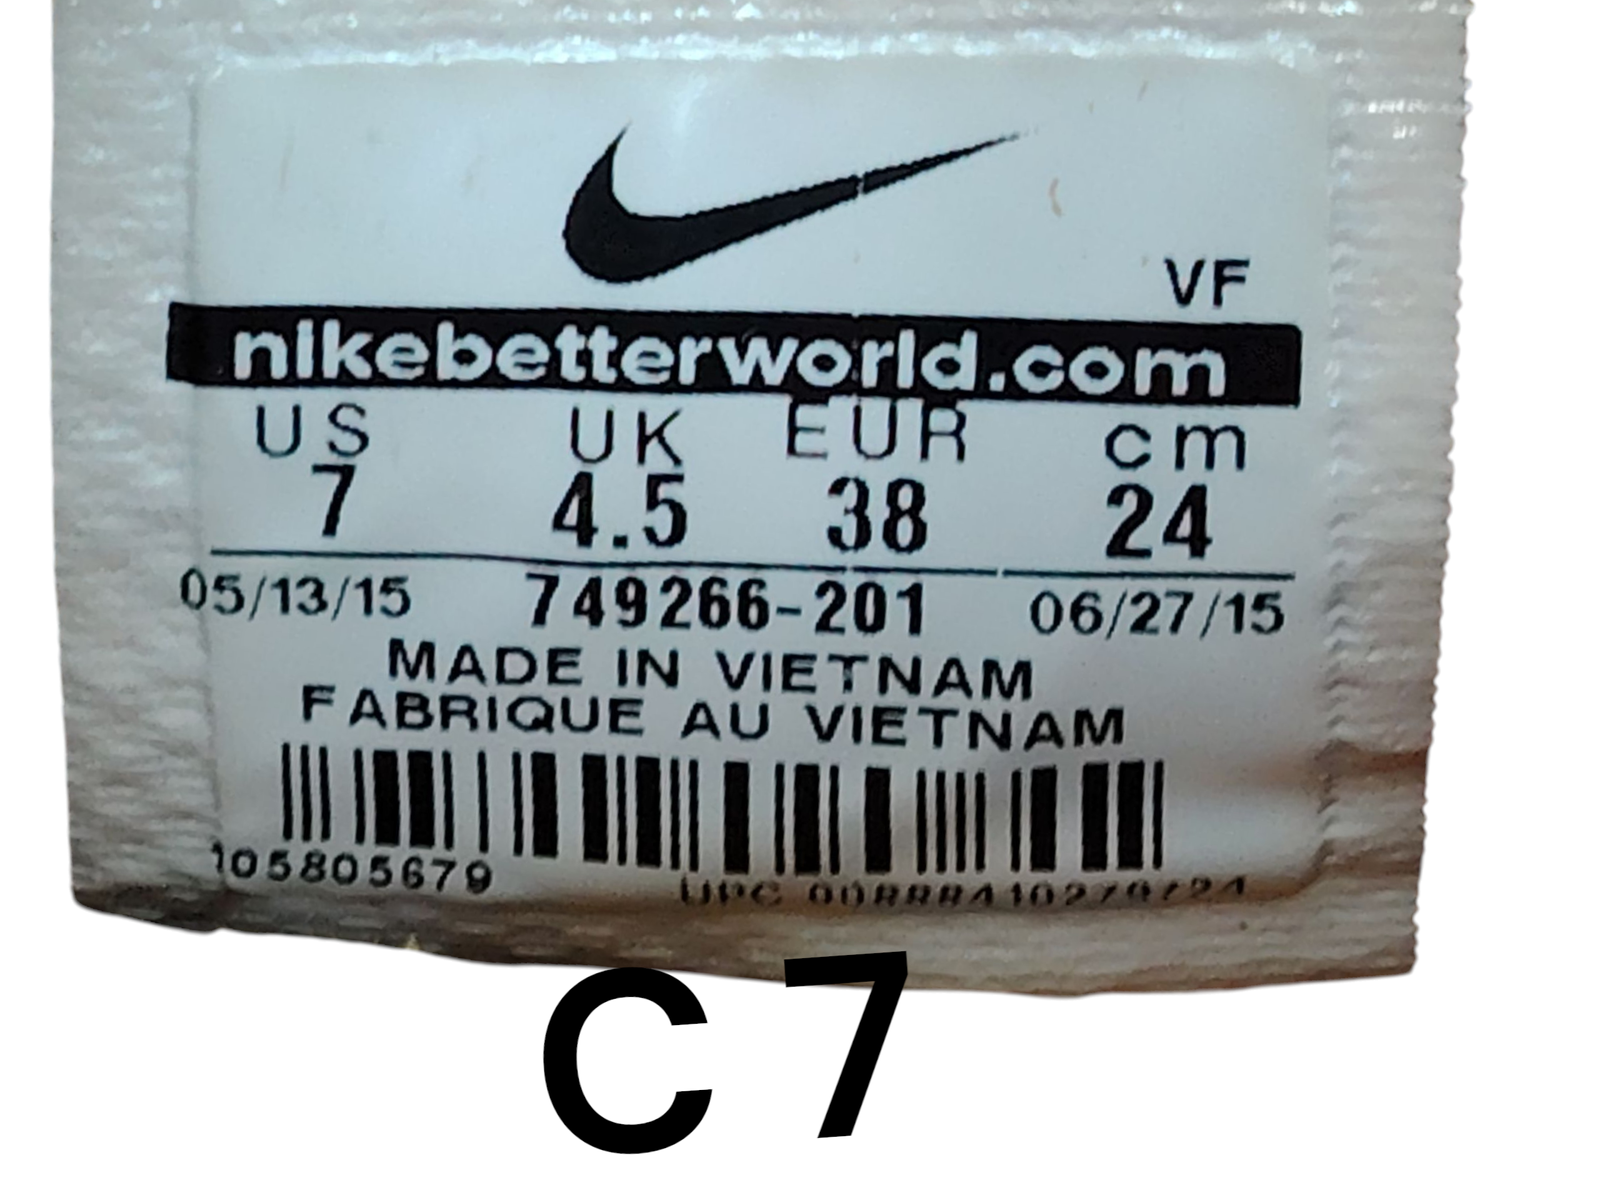 VF
nikebetterworld.com
US UK EUR cm
7 4.5 38 24
05/13/15 749266-201 06/27/15
MADE IN VIETNAM
FABRIQUE AU VIETNAM
105805679 UPC
C 7